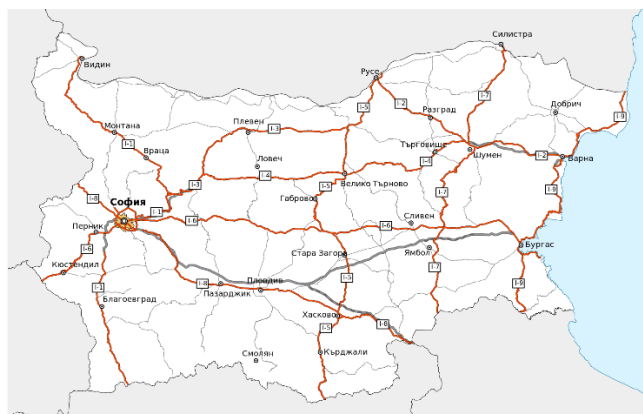 Силистра
Видин
Русе
I-5
I-2
I-7
Разград
Добрич
I-9
Монтана
I-1
Плевен
I-3
Враца
Ловеч
Търговище
I-4
Шумен
I-2
Варна
I-3
I-4
Велико Търново
I-5
I-7
I-9
I-8
София
I-1
I-6
Габрово
Сливен
I-6
Перник
I-6
Стара Загора
Ямбол
Бургас
Кюстендил
I-1
I-8
Пловдив
I-5
I-7
I-9
Благоевград
Пазарджик
Хасково
I-5
I-8
Смолян
Кърджали